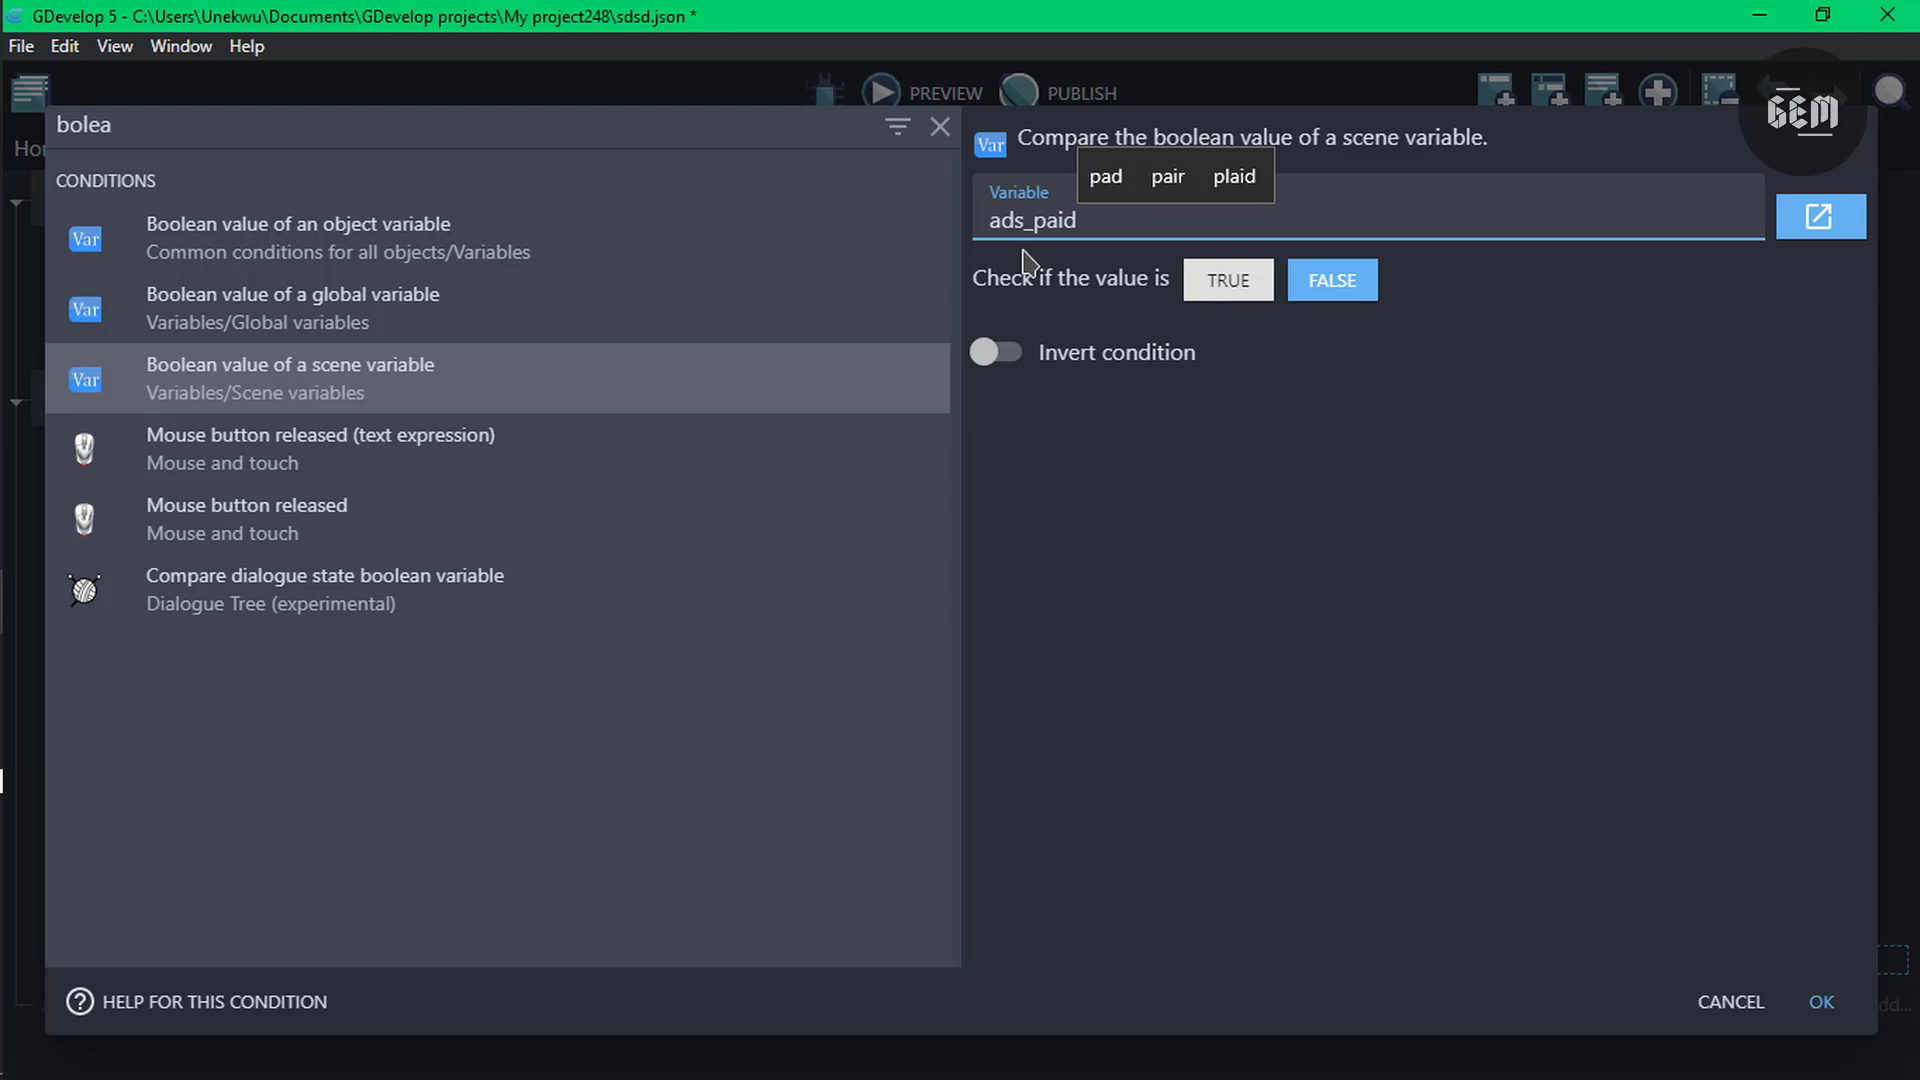 GDevelop 5 - C:\Users\Unekwu\Documents\GDevelop projects\My project248\sdsd.json *
File Edit View Window Help
PREVIEW PUBLISH
GEM
Hor
bolea
CONDITIONS
Var Boolean value of an object variable
Common conditions for all objects/Variables
Var Boolean value of a global variable
Variables/Global variables
Var Boolean value of a scene variable
Variables/Scene variables
Mouse button released (text expression)
Mouse and touch
Mouse button released
Mouse and touch
Compare dialogue state boolean variable
Dialogue Tree (experimental)
Var Compare the boolean value of a scene variable.
pad pair plaid
Variable
ads_paid
Check if the value is TRUE FALSE
Invert condition
? HELP FOR THIS CONDITION
CANCEL OK
dd...